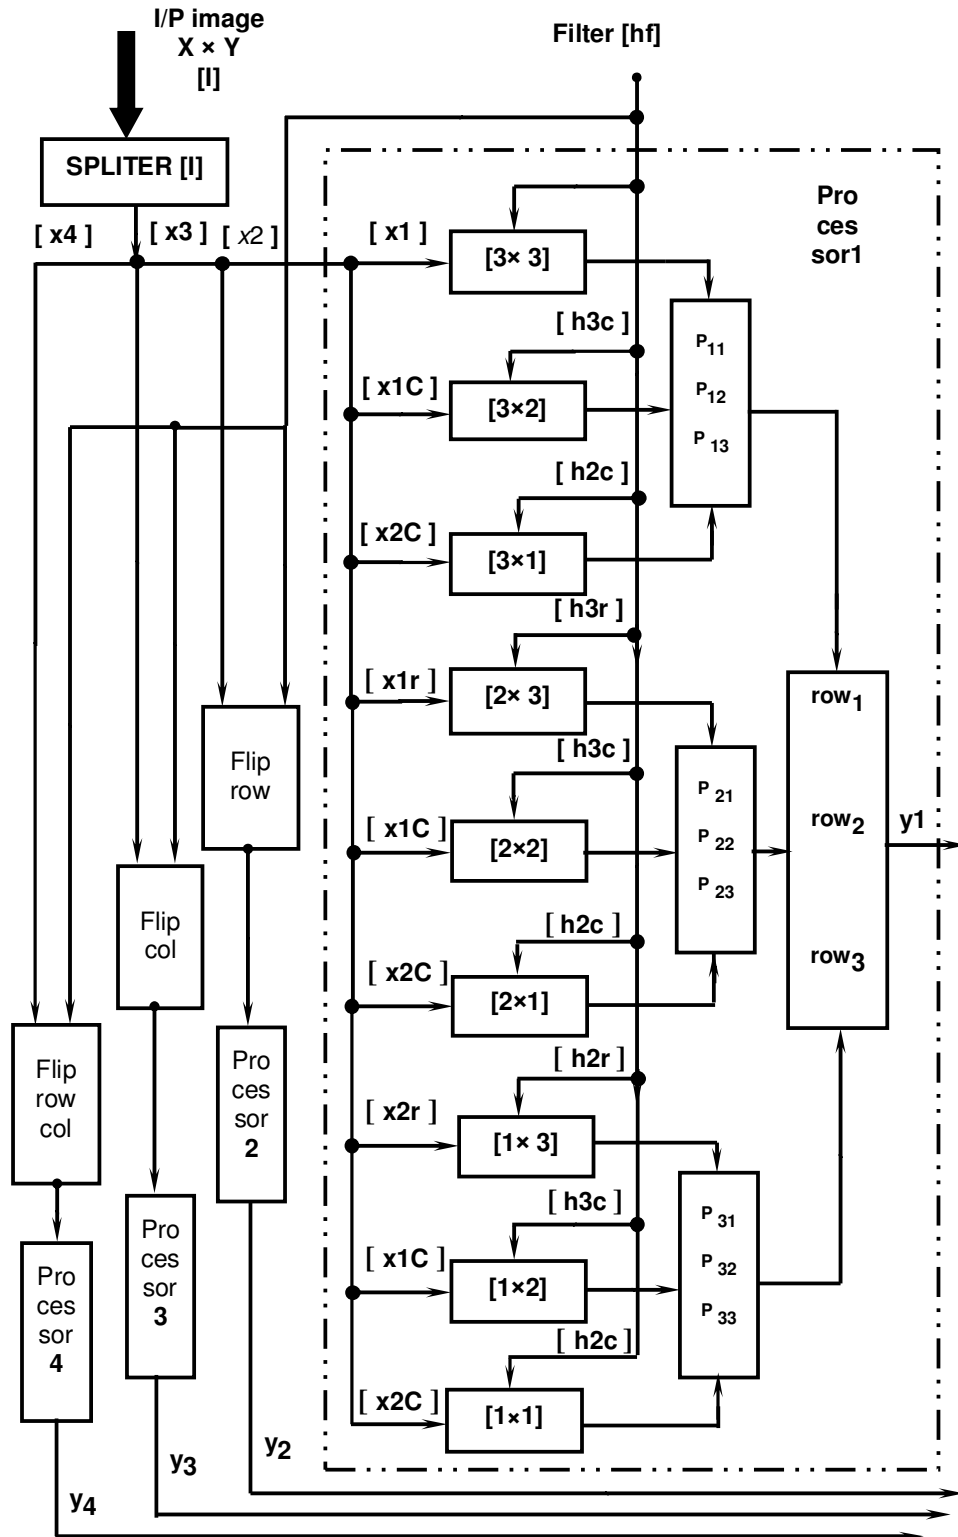 I/P image
X × Y
[I]
Filter [hf]
SPLITER [I]
[ x4 ]
[ x3 ]
[ x2 ]
[ x1 ]
[3× 3]
Pro
ces
sor1
[ h3c ]
[ x1C ]
[3×2]
P11
P12
P 13
[ h2c ]
[ x2C ]
[3×1]
[ h3r ]
[ x1r ]
[2× 3]
[ h3c ]
[ x1C ]
[2×2]
P 21
P 22
P 23
row1
row2
row3
y1
[ h2c ]
[ x2C ]
[2×1]
[ h2r ]
[ x2r ]
[1× 3]
[ h3c ]
[ x1C ]
[1×2]
P 31
P 32
P 33
[ h2c ]
[ x2C ]
[1×1]
Flip
row
Flip
col
Flip
row
col
Pro
ces
sor
2
Pro
ces
sor
3
Pro
ces
sor
4
y2
y3
y4